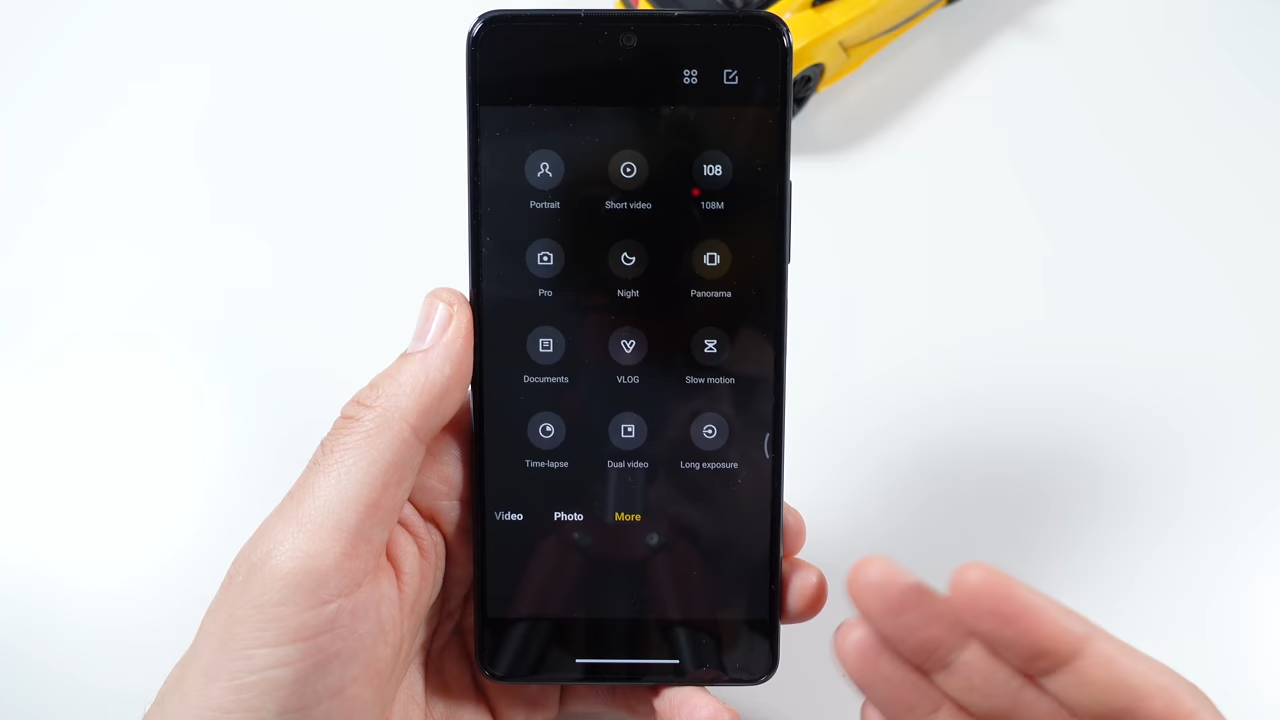 108
Portrait
Short video
108M
Pro
Night
Panorama
Documents
VLOG
Slow motion
Time-lapse
Dual video
Long exposure
Video
Photo
More